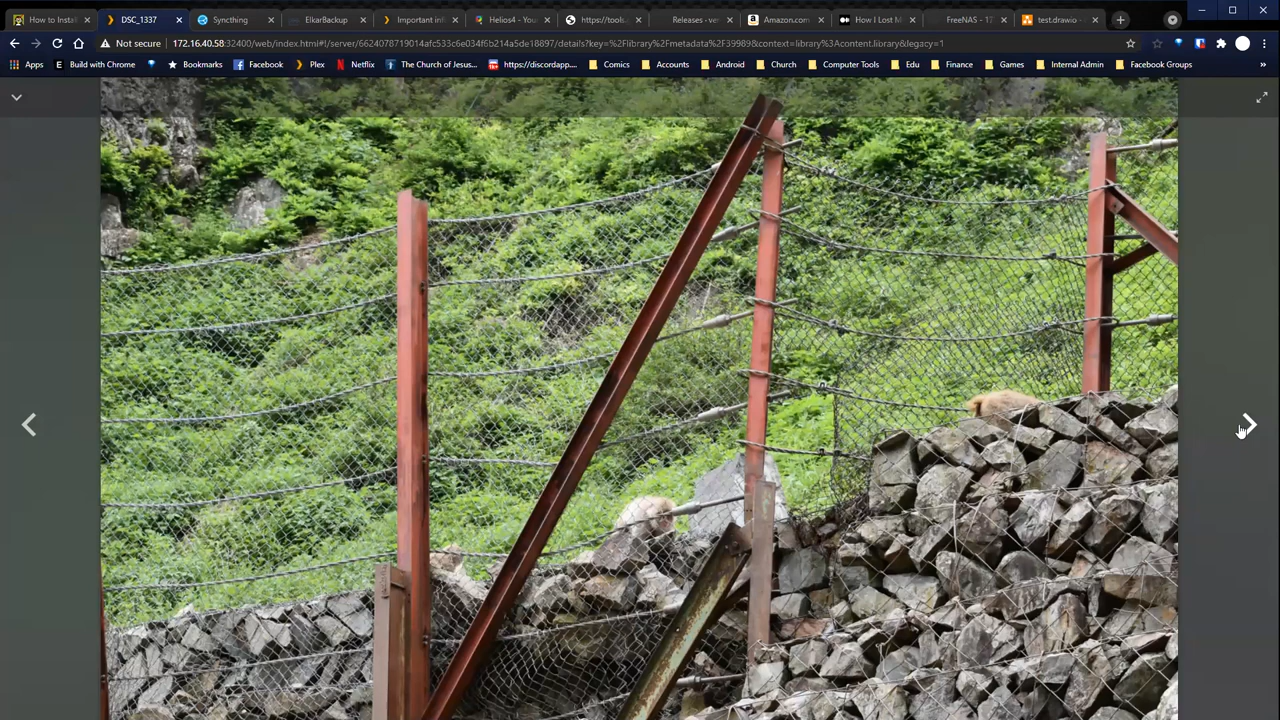 How to Instal
DSC_1337
Syncthing
ElkarBackup
Important inf
Helios4 - You
https://tools.
Releases - ver
Amazon.com
How I Lost M
FreeNAS - 1
test.drawio -
Not secure
172.16.40.58:32400/web/index.html#!/server/6624078719014afc533c6e034f6b214a5de18897/details?key=%2Flibrary%2Fmetadata%2F39989&context=library%3Acontent.library&legacy=1
Apps
Build with Chrome
Bookmarks
Facebook
Plex
Netflix
The Church of Jesus...
https://discordapp....
Comics
Accounts
Android
Church
Computer Tools
Edu
Finance
Games
Internal Admin
Facebook Groups